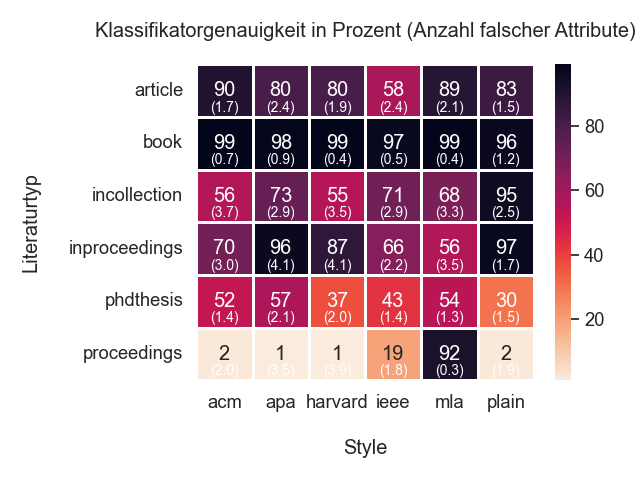 Klassifikatorgenauigkeit in Prozent (Anzahl falscher Attribute)
Literaturtyp
article 90 80 80 58 89 83
(1.7) (2.4) (1.9) (2.4) (2.1) (1.5)
book 99 98 99 97 99 96
(0.7) (0.9) (0.4) (0.5) (0.4) (1.2)
incollection 56 73 55 71 68 95
(3.7) (2.9) (3.5) (2.9) (3.3) (2.5)
inproceedings 70 96 87 66 56 97
(3.0) (4.1) (4.1) (2.2) (3.5) (1.7)
phdthesis 52 57 37 43 54 30
(1.4) (2.1) (2.0) (1.4) (1.3) (1.5)
proceedings 2 1 1 19 92 2
(2.0) (3.5) (3.9) (1.8) (0.3) (1.9)
acm apa harvard ieee mla plain
Style
80
60
40
20